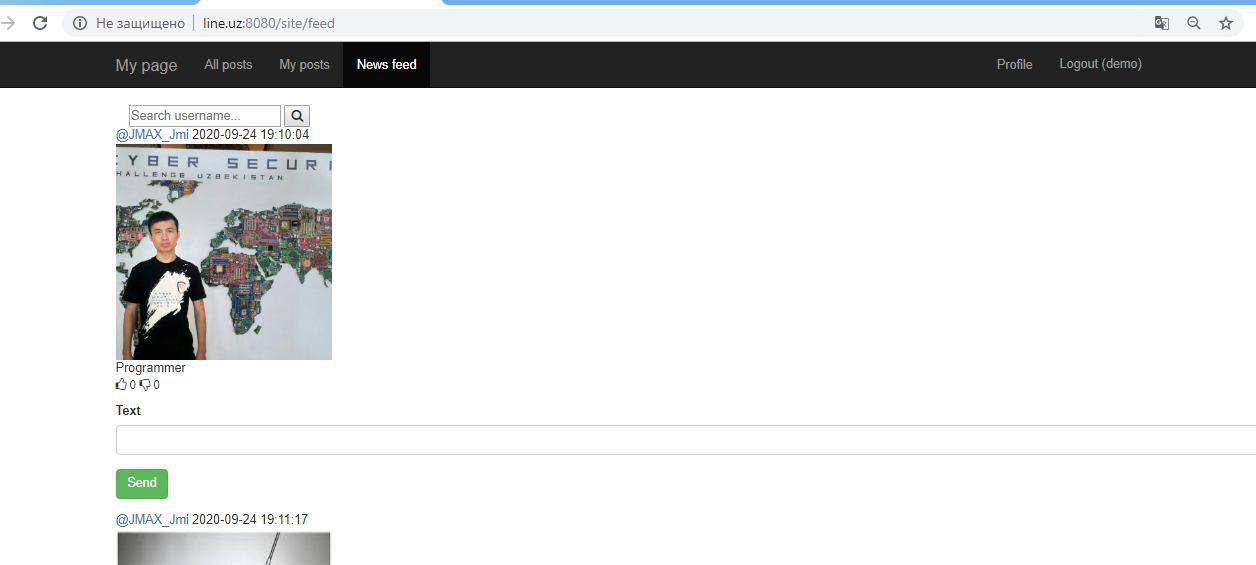 Не защищено line.uz:8080/site/feed
My page All posts My posts News feed Profile Logout (demo)
Search username...
@JMAX_Jmi 2020-09-24 19:10:04
CYBER SECURI
HALLENGE UZBEKISTAN
Programmer
0 0
Text
Send
@JMAX_Jmi 2020-09-24 19:11:17